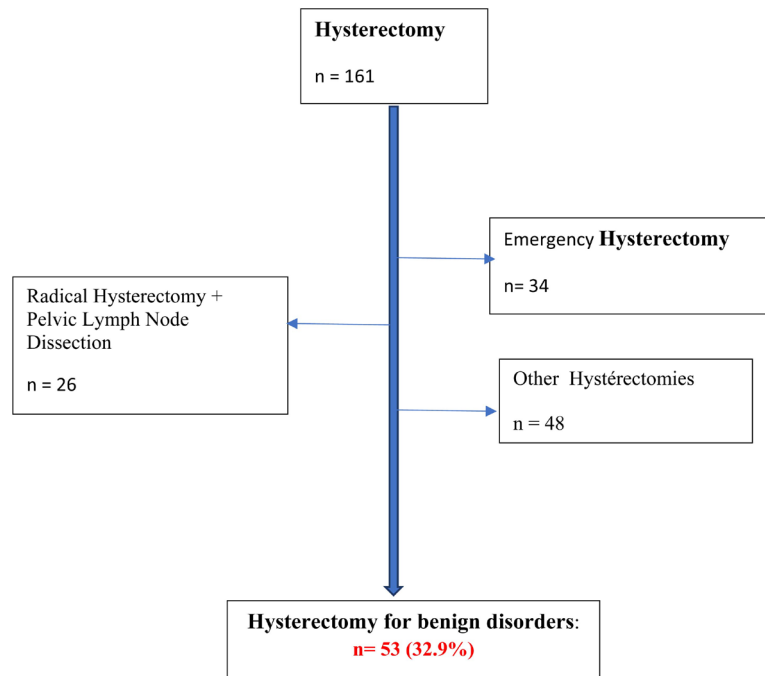 Hysterectomy
n = 161
Emergency Hysterectomy
n= 34
Radical Hysterectomy +
Pelvic Lymph Node
Dissection
n = 26
Other Hystérectomies
n = 48
Hysterectomy for benign disorders:
n= 53 (32.9%)